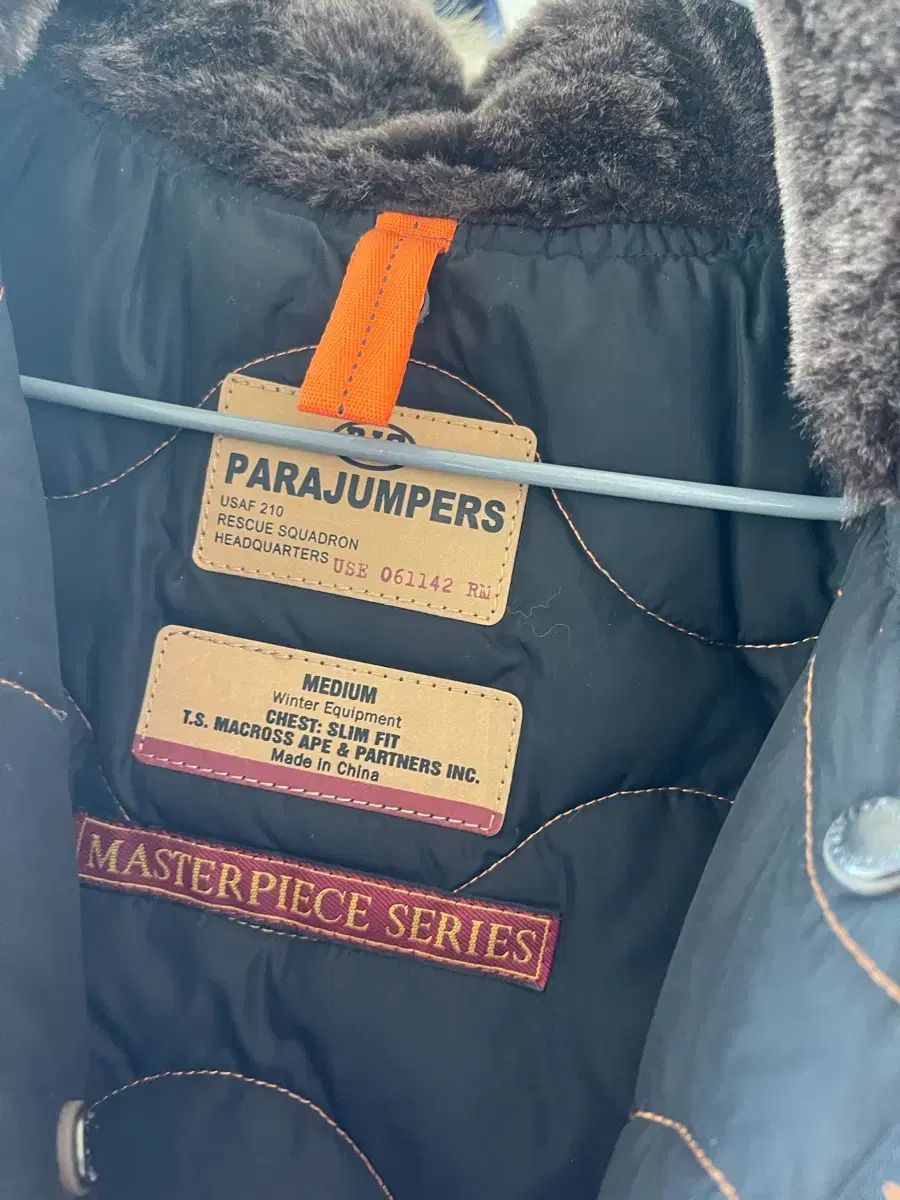 PARAJUMPERS
USAF 210
RESCUE SQUADRON
HEADQUARTERS USE 061142 RW
MEDIUM
Winter Equipment
CHEST: SLIM FIT
T.S. MACROSS APE & PARTNERS INC.
Made in China
MASTERPIECE SERIES